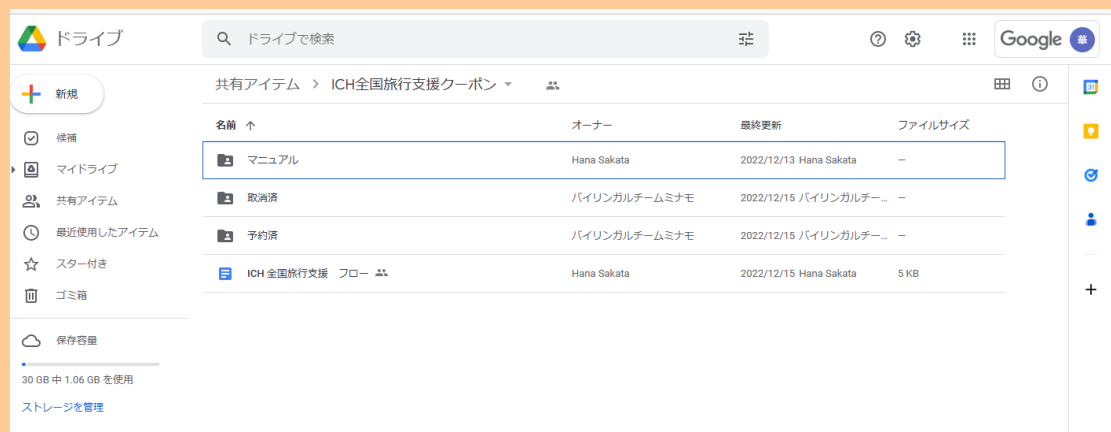 ドライブ
ドライブで検索
Google 華
新規
共有アイテム > ICH全国旅行支援クーポン
候補
マイドライブ
共有アイテム
最近使用したアイテム
スター付き
ゴミ箱
保存容量
30 GB 中 1.06 GB を使用
ストレージを管理
名前 ↑ オーナー 最終更新 ファイルサイズ
マニュアル Hana Sakata 2022/12/13 Hana Sakata –
取消済 バイリンガルチームミナモ 2022/12/15 バイリンガルチー... –
予約済 バイリンガルチームミナモ 2022/12/15 バイリンガルチー... –
ICH 全国旅行支援　フロー Hana Sakata 2022/12/15 Hana Sakata 5 KB
31